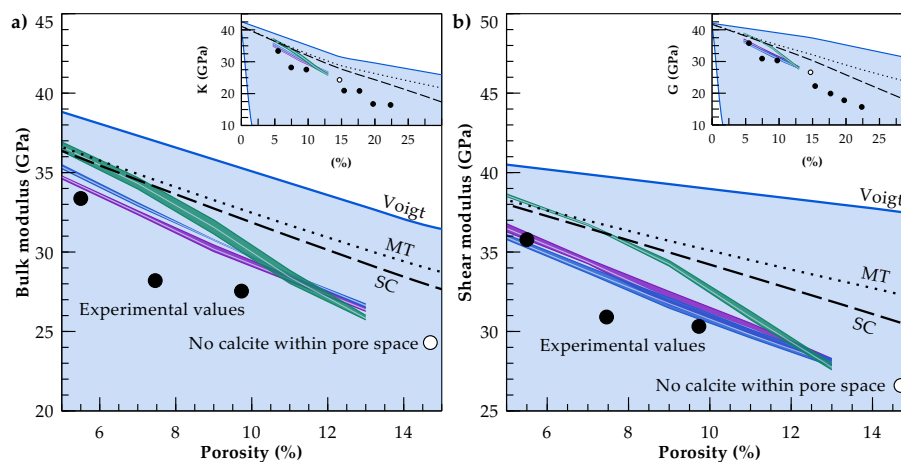 a)
Bulk modulus (GPa)
45
40
35
30
25
20
6
8
10
12
14
Porosity (%)
Voigt
MT
SC
Experimental values
No calcite within pore space
K (GPa)
40
30
20
10
0
5
10
15
20
25
(%)
b)
Shear modulus (GPa)
50
45
40
35
30
25
6
8
10
12
14
Porosity (%)
Voigt
MT
SC
Experimental values
No calcite within pore space
G (GPa)
40
30
20
10
0
5
10
15
20
25
(%)